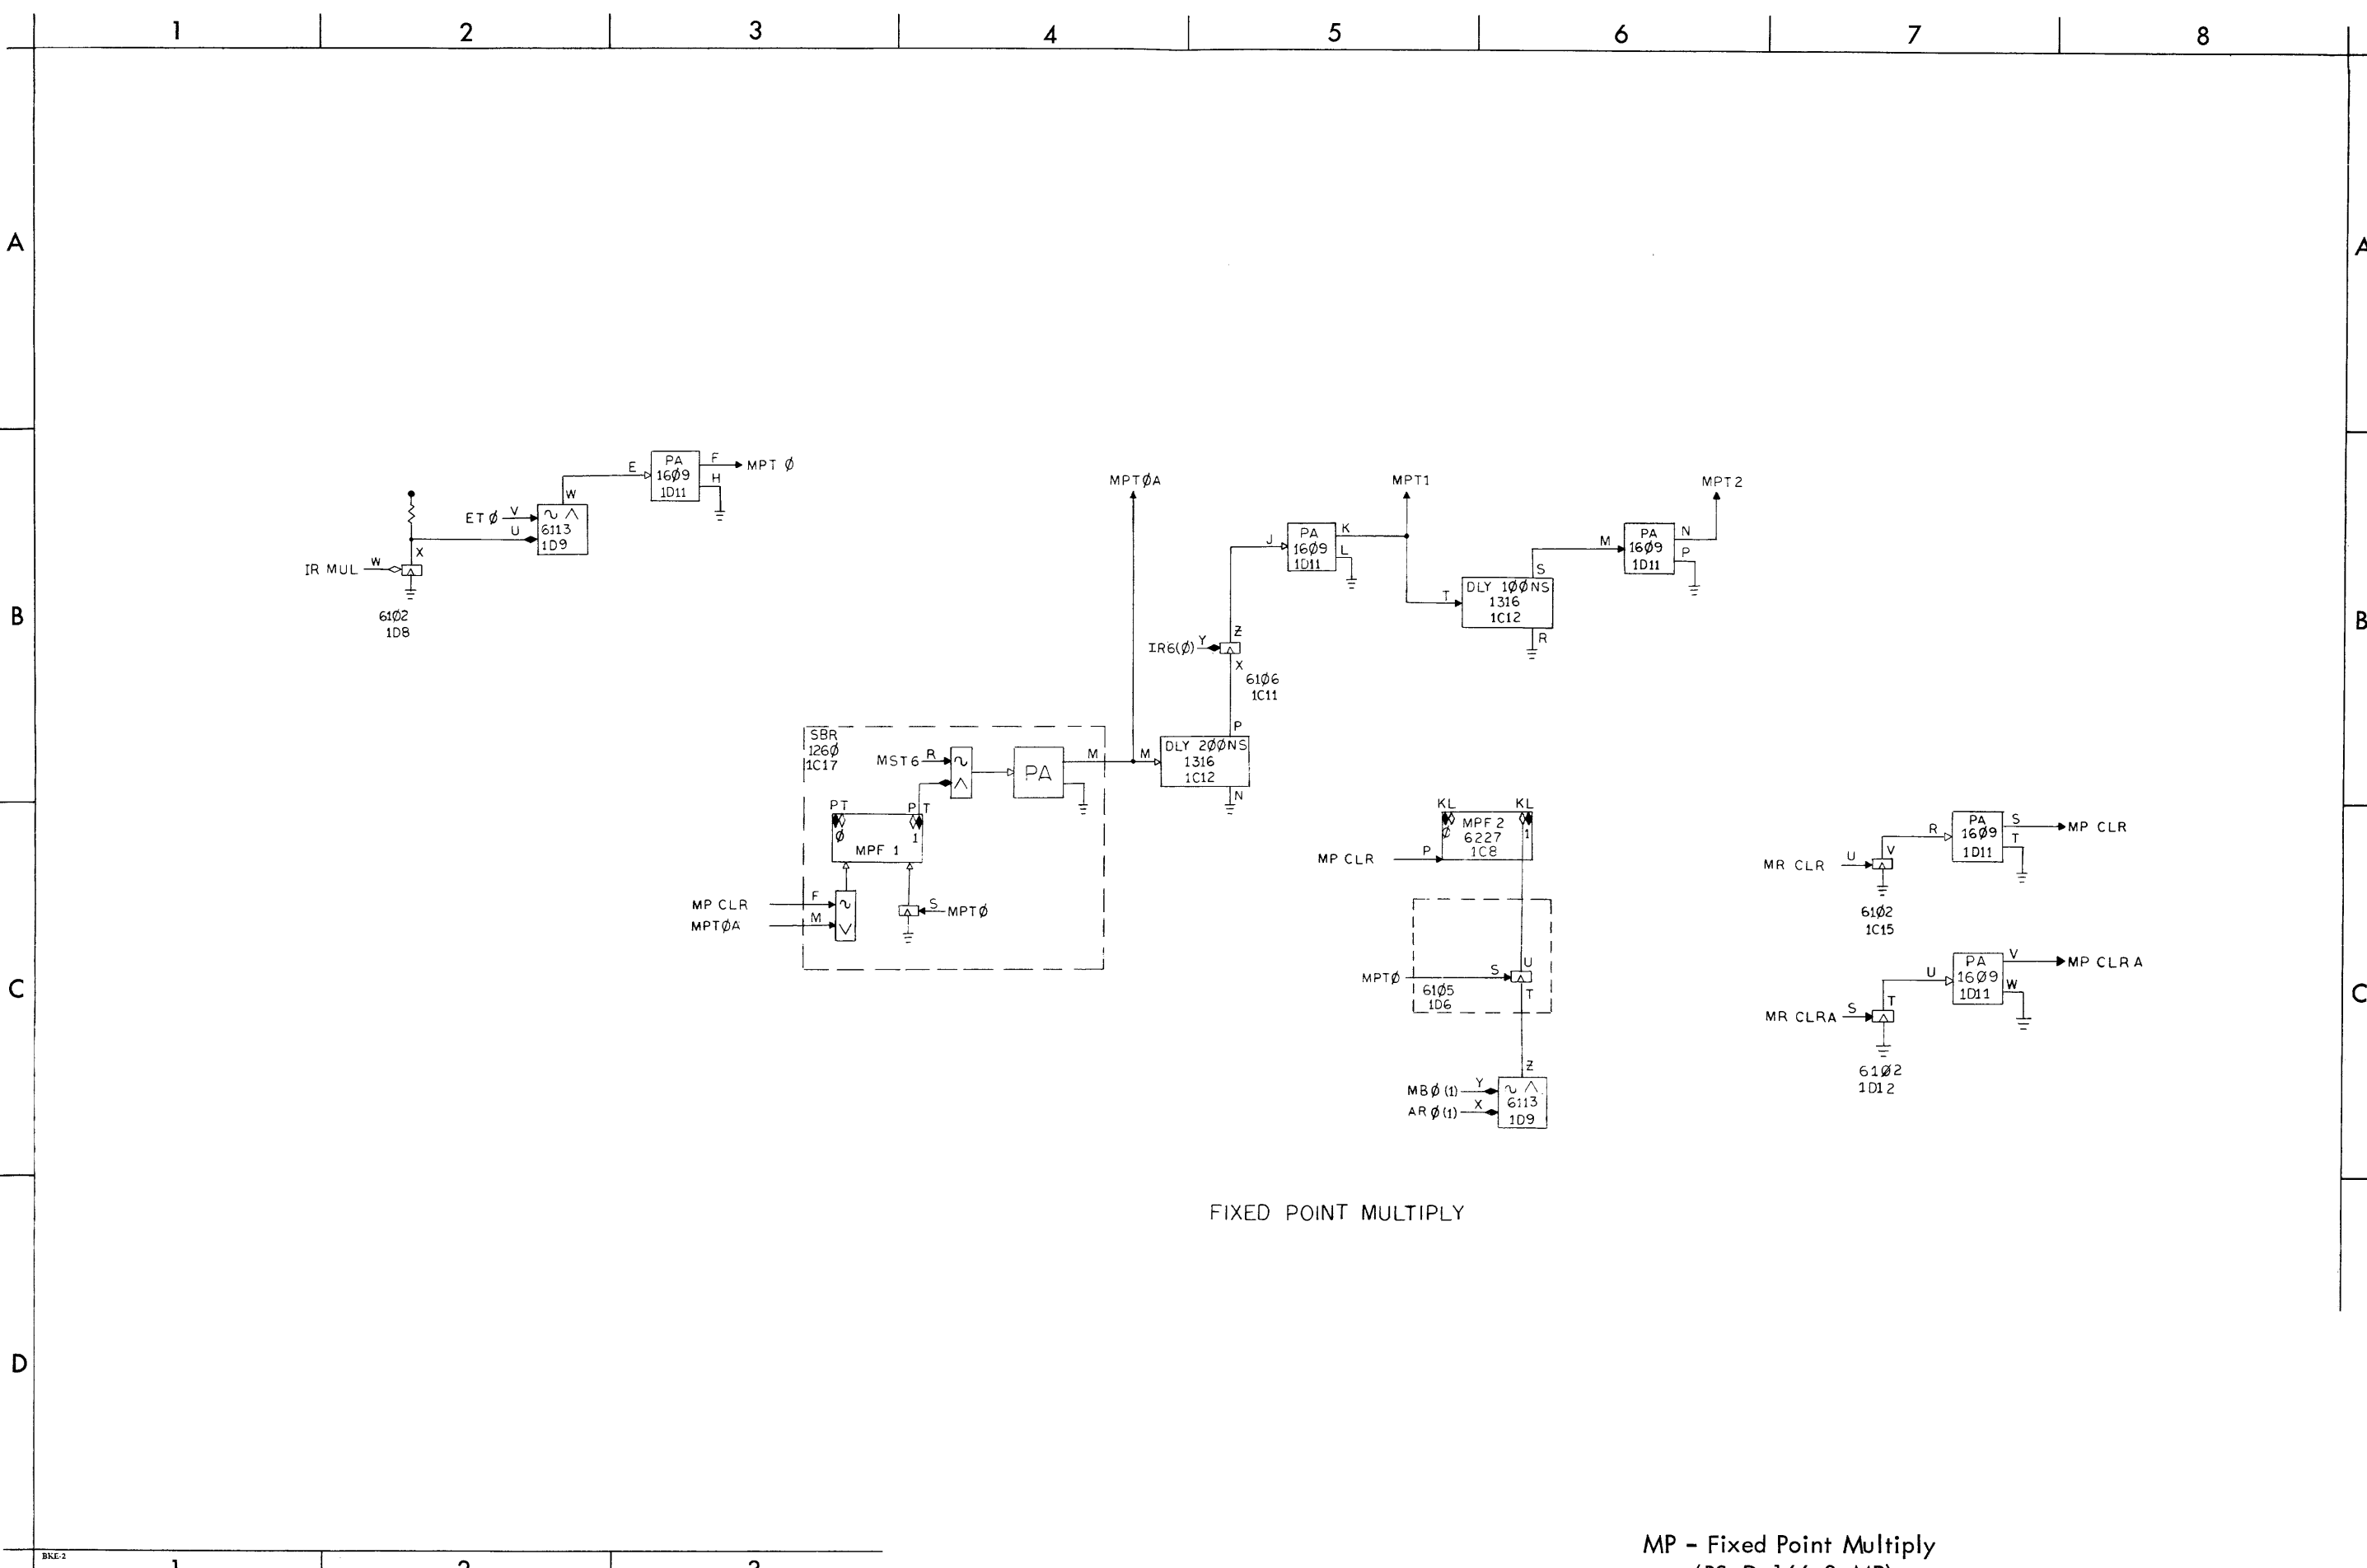 1 2 3 4 5 6 7 8
A A
PA
16Ø9
1D11
E F H
MPT Ø
W
ET Ø V
U
~ ∧
6113
1D9
IR MUL W
X
61Ø2
1D8
MPTØA
MPT1
MPT2
J K L
PA
16Ø9
1D11
M N P
PA
16Ø9
1D11
T S
DLY 1ØØNS
1316
1C12
R
B B
IR6(Ø) Y Z
X
61Ø6
1C11
P
SBR
126Ø
1C17
MST6 R
~
∧
PA
M M
DLY 2ØØNS
1316
1C12
N
PT PT
Ø 1
MPF 1
MP CLR F
MPTØA M
~
∨
S MPTØ
KL KL
Ø 1
MPF 2
6227
1C8
MP CLR P
MPTØ S U
T
61Ø5
1D6
Z
MBØ(1) Y
ARØ(1) X
~ ∧
6113
1D9
MR CLR U V
R S T
PA
16Ø9
1D11
MP CLR
61Ø2
1C15
C C
MR CLRA S T
U V W
PA
16Ø9
1D11
MP CLRA
61Ø2
1D12
FIXED POINT MULTIPLY
D
MP - Fixed Point Multiply
BKE-2